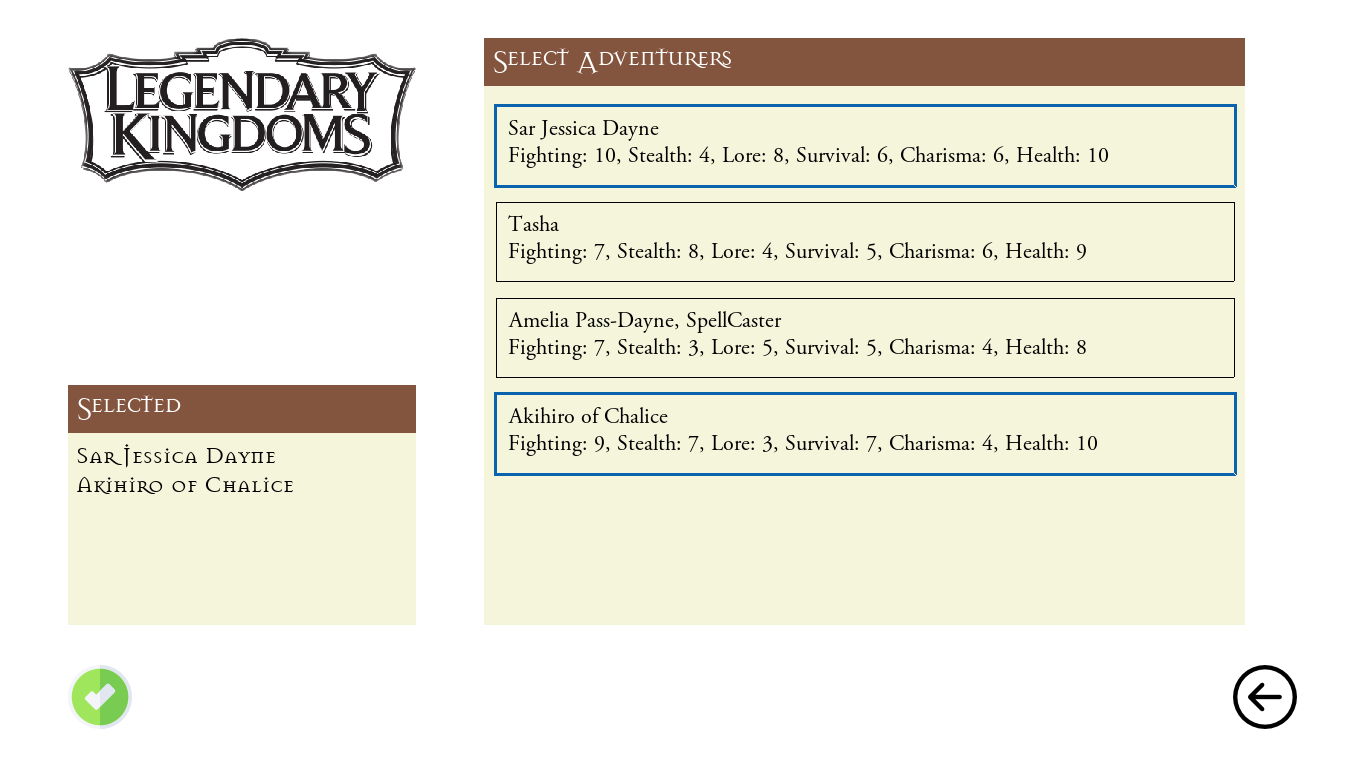 LEGENDARY
KINGDOMS
Select Adventurers
Sar Jessica Dayne
Fighting: 10, Stealth: 4, Lore: 8, Survival: 6, Charisma: 6, Health: 10
Tasha
Fighting: 7, Stealth: 8, Lore: 4, Survival: 5, Charisma: 6, Health: 9
Amelia Pass-Dayne, SpellCaster
Fighting: 7, Stealth: 3, Lore: 5, Survival: 5, Charisma: 4, Health: 8
Akihiro of Chalice
Fighting: 9, Stealth: 7, Lore: 3, Survival: 7, Charisma: 4, Health: 10
Selected
Sar Jessica Dayne
Akihiro of Chalice